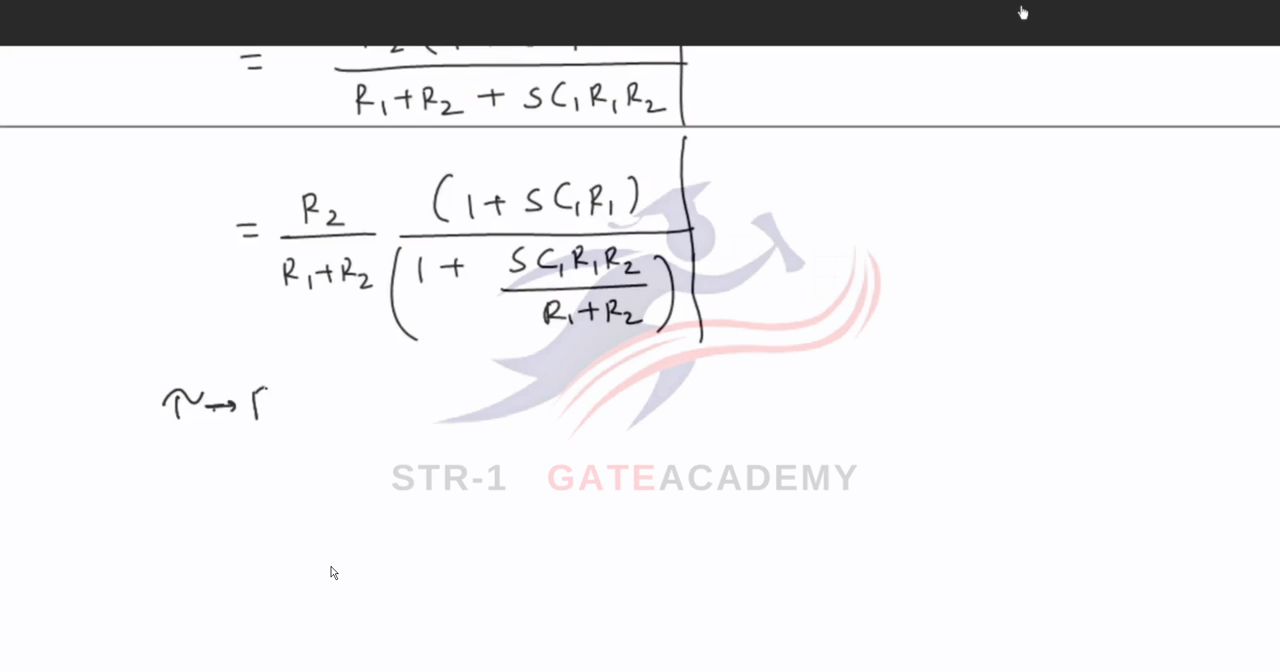 =
R₁+R₂ + SC₁R₁R₂
= R₂ (1+ SC₁R₁)
R₁+R₂ (1 + SC₁R₁R₂
R₁+R₂)
STR-1 GATEACADEMY